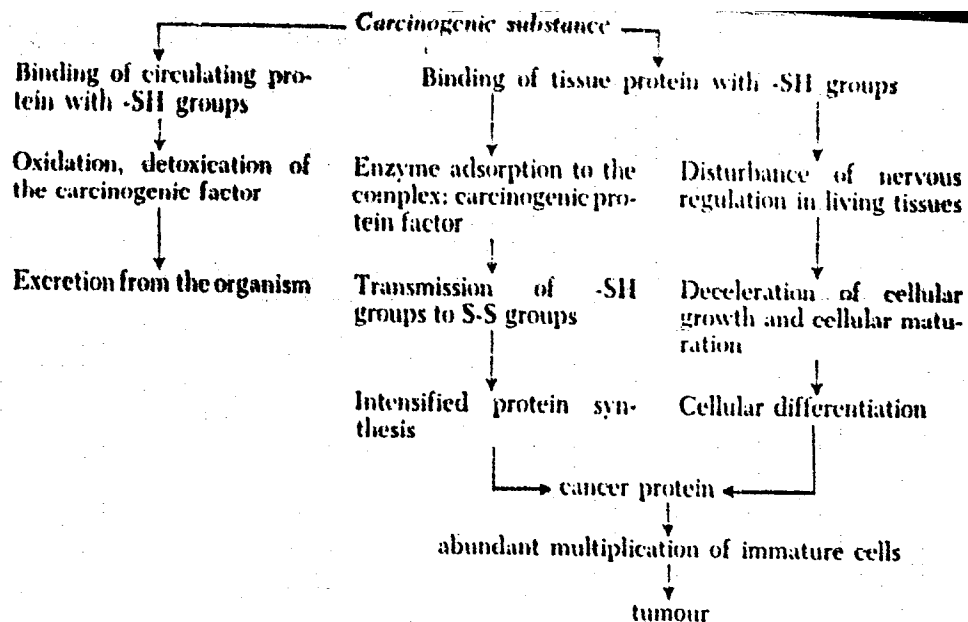 Carcinogenic substance
Binding of circulating pro-
tein with -SH groups
Binding of tissue protein with -SH groups
Oxidation, detoxication of
the carcinogenic factor
Enzyme adsorption to the
complex: carcinogenic pro-
tein factor
Disturbance of nervous
regulation in living tissues
Excretion from the organism
Transmission of -SH
groups to S-S groups
Deceleration of cellular
growth and cellular matu-
ration
Intensified protein syn-
thesis
Cellular differentiation
cancer protein
abundant multiplication of immature cells
tumour